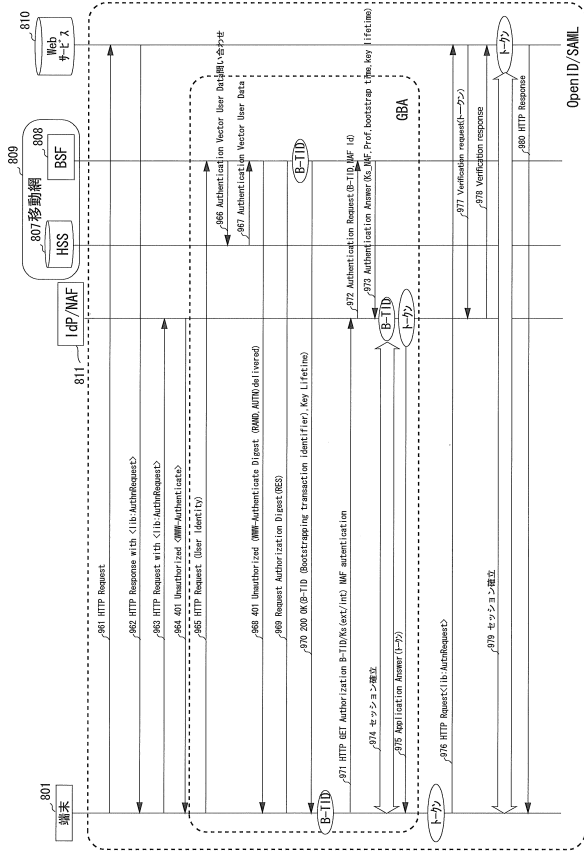 801
端末
811
IdP/NAF
809
移動網
807
HSS
808
BSF
810
Web
サービス
961 HTTP Request
962 HTTP Response with <lib:AuthnRequest>
963 HTTP Request with <lib:AuthnRequest>
964 401 Unauthorized <WWW-Authenticate>
965 HTTP Request (User Identity)
966 Authentication Vector User Data問い合わせ
967 Authentication Vector User Data
968 401 Unauthorized (WWW-Authenticate Digest (RAND,AUTN)delivered)
969 Request Authorization Digest(RES)
B-TID
970 200 OK(B-TID (Bootstrapping transaction identifier),Key Lifetime)
B-TID
971 HTTP GET Authorization B-TID/Ks(ext/int) NAF autentication
972 Authentication Request(B-TID,NAF id)
973 Authentication Answer(Ks_NAF,Prof,bootstrap time,key lifetime)
974 セッション確立
B-TID
975 Application Answer(トークン)
トークン
GBA
トークン
976 HTTP Rquest<lib:AutnRequest>
977 Verification request(トークン)
978 Verification response
979 セッション確立
トークン
980 HTTP Response
OpenID/SAML